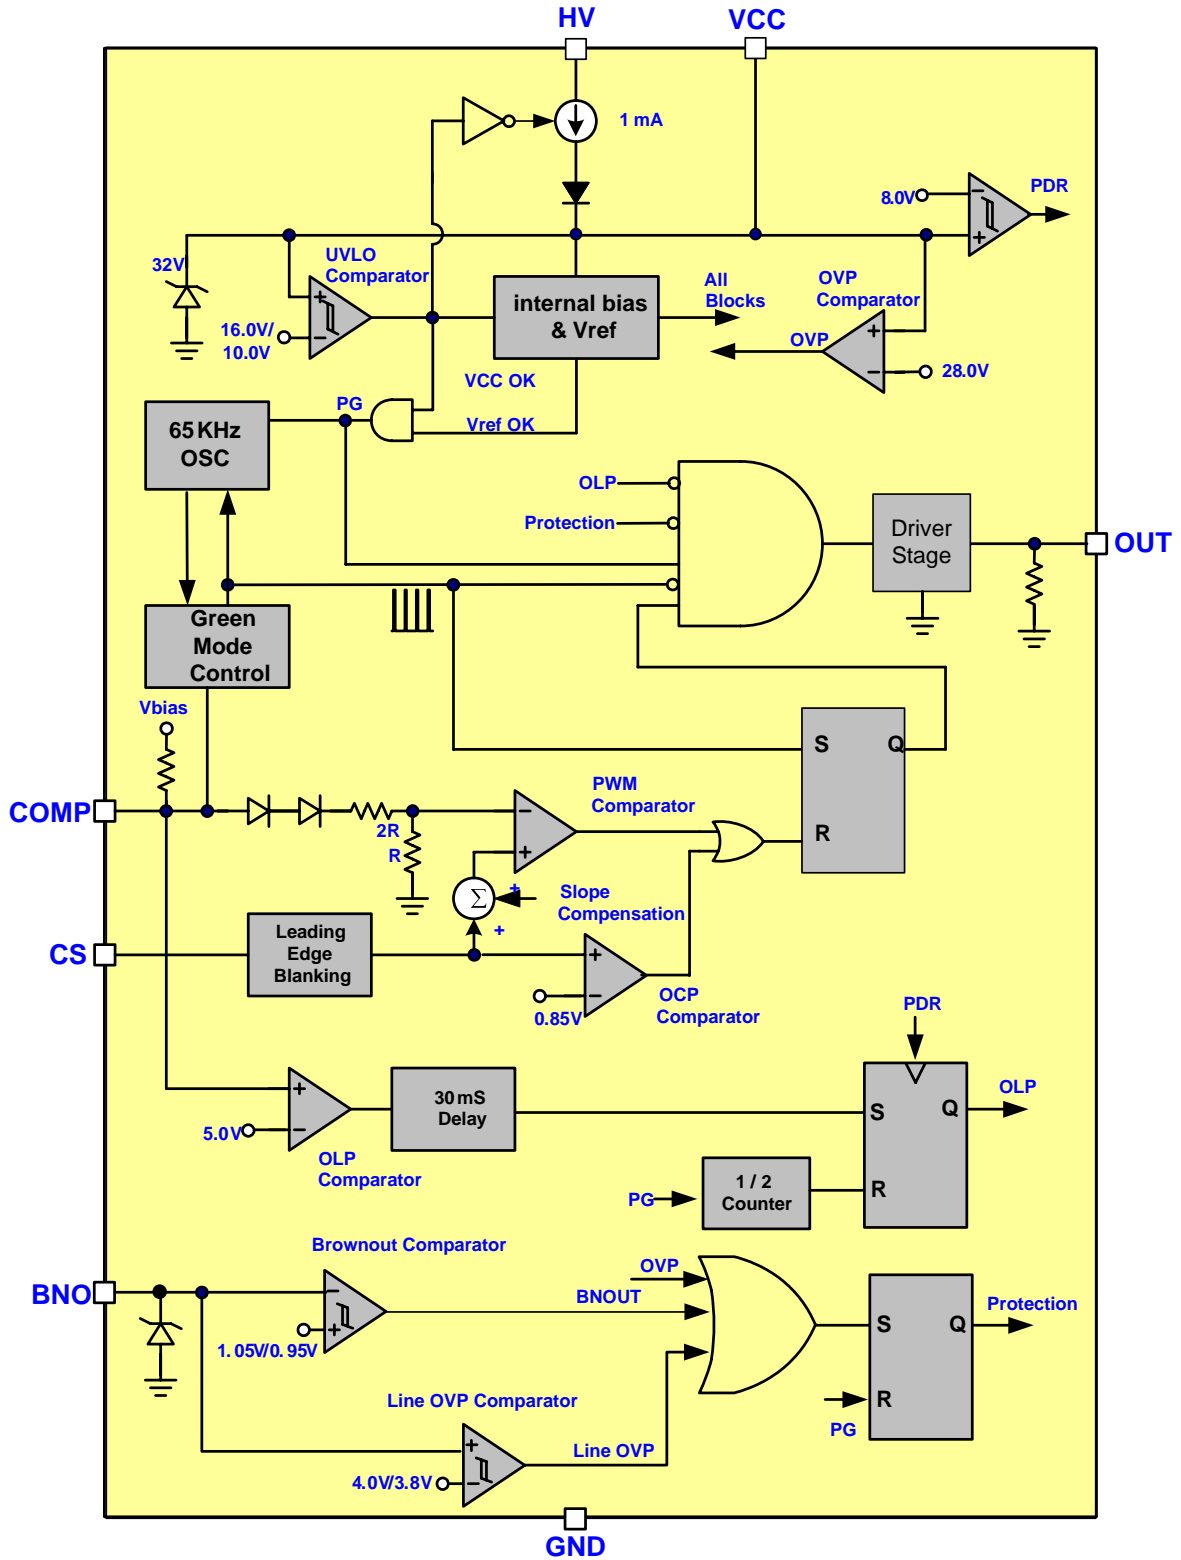 HV
VCC
1 mA
PDR
8.0V
UVLO
Comparator
32V
16.0V/
10.0V
internal bias
& Vref
All
Blocks
OVP
Comparator
OVP
28.0V
VCC OK
PG
Vref OK
65 KHz
OSC
OLP
Protection
Driver
Stage
OUT
Green
Mode
Control
Vbias
S
Q
R
COMP
PWM
Comparator
2R
R
Σ
Slope
Compensation
CS
Leading
Edge
Blanking
0.85V
OCP
Comparator
PDR
30 mS
Delay
S
Q
OLP
5.0V
OLP
Comparator
PG
1 / 2
Counter
R
Brownout Comparator
OVP
BNO
BNOUT
1.05V/0.95V
S
Q
Protection
Line OVP Comparator
R
PG
Line OVP
4.0V/3.8V
GND